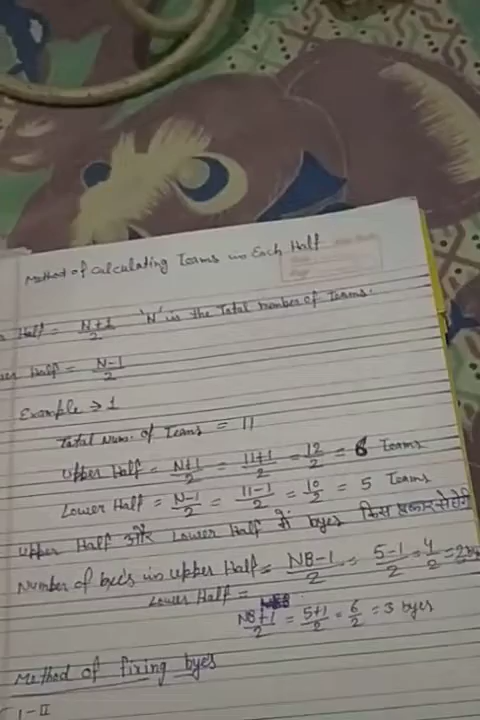 Method of Calculating Teams in Each Half
Half = N+1/2 'N' is the Total number of Teams.
Half = N-1/2
Example → 1
Total Num. of Teams = 11
Upper Half = N+1/2 = 11+1/2 = 12/2 = 6 Teams
Lower Half = N-1/2 = 11-1/2 = 10/2 = 5 Teams
Upper Half और Lower Half में byes किस प्रकार से होगी
Number of bye's in upper Half = NB-1/2 = 5-1/2 = 4/2 = 2
Lower Half =
NB+1/2 = 5+1/2 = 6/2 = 3 byes
Method of fixing byes